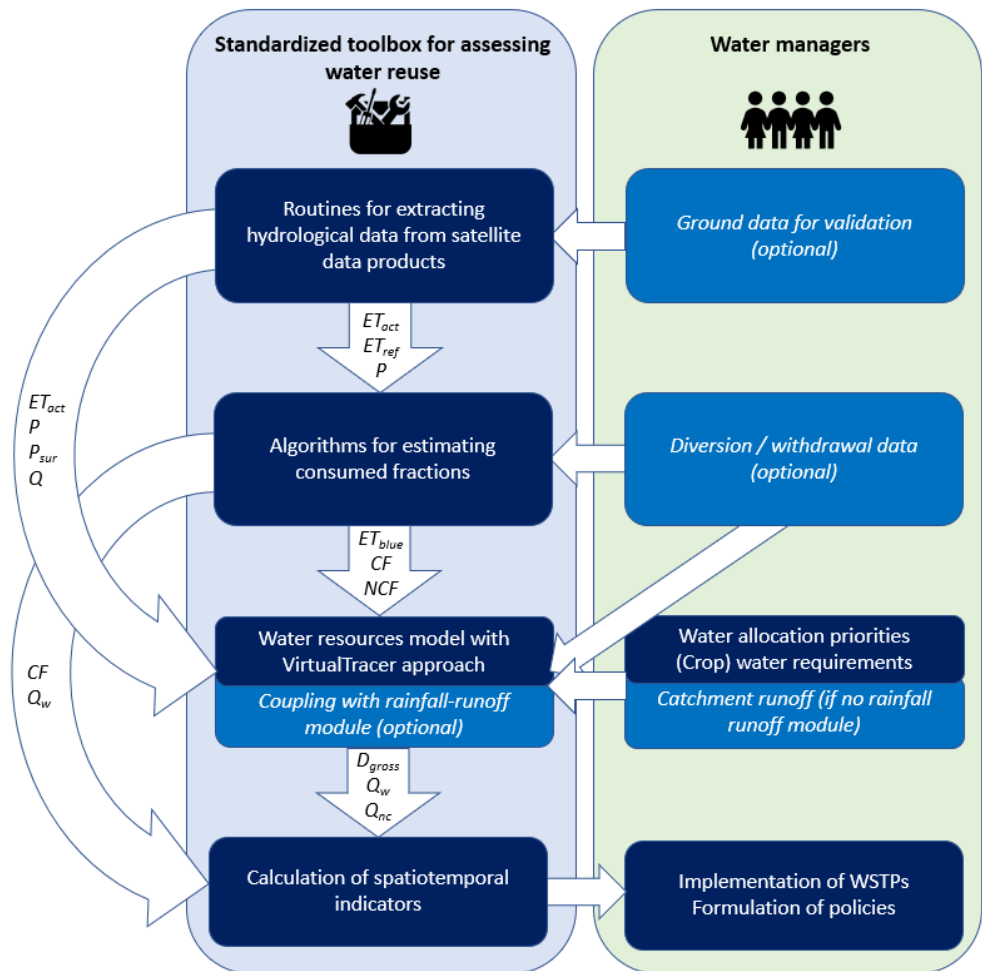 Standardized toolbox for assessing
water reuse
Water managers
Routines for extracting
hydrological data from satellite
data products
Ground data for validation
(optional)
ET_act
ET_ref
P
ET_act
P
P_sur
Q
Algorithms for estimating
consumed fractions
Diversion / withdrawal data
(optional)
ET_blue
CF
NCF
Water resources model with
VirtualTracer approach
Coupling with rainfall-runoff
module (optional)
Water allocation priorities
(Crop) water requirements
Catchment runoff (if no rainfall
runoff module)
CF
Q_w
D_gross
Q_w
Q_nc
Calculation of spatiotemporal
indicators
Implementation of WSTPs
Formulation of policies